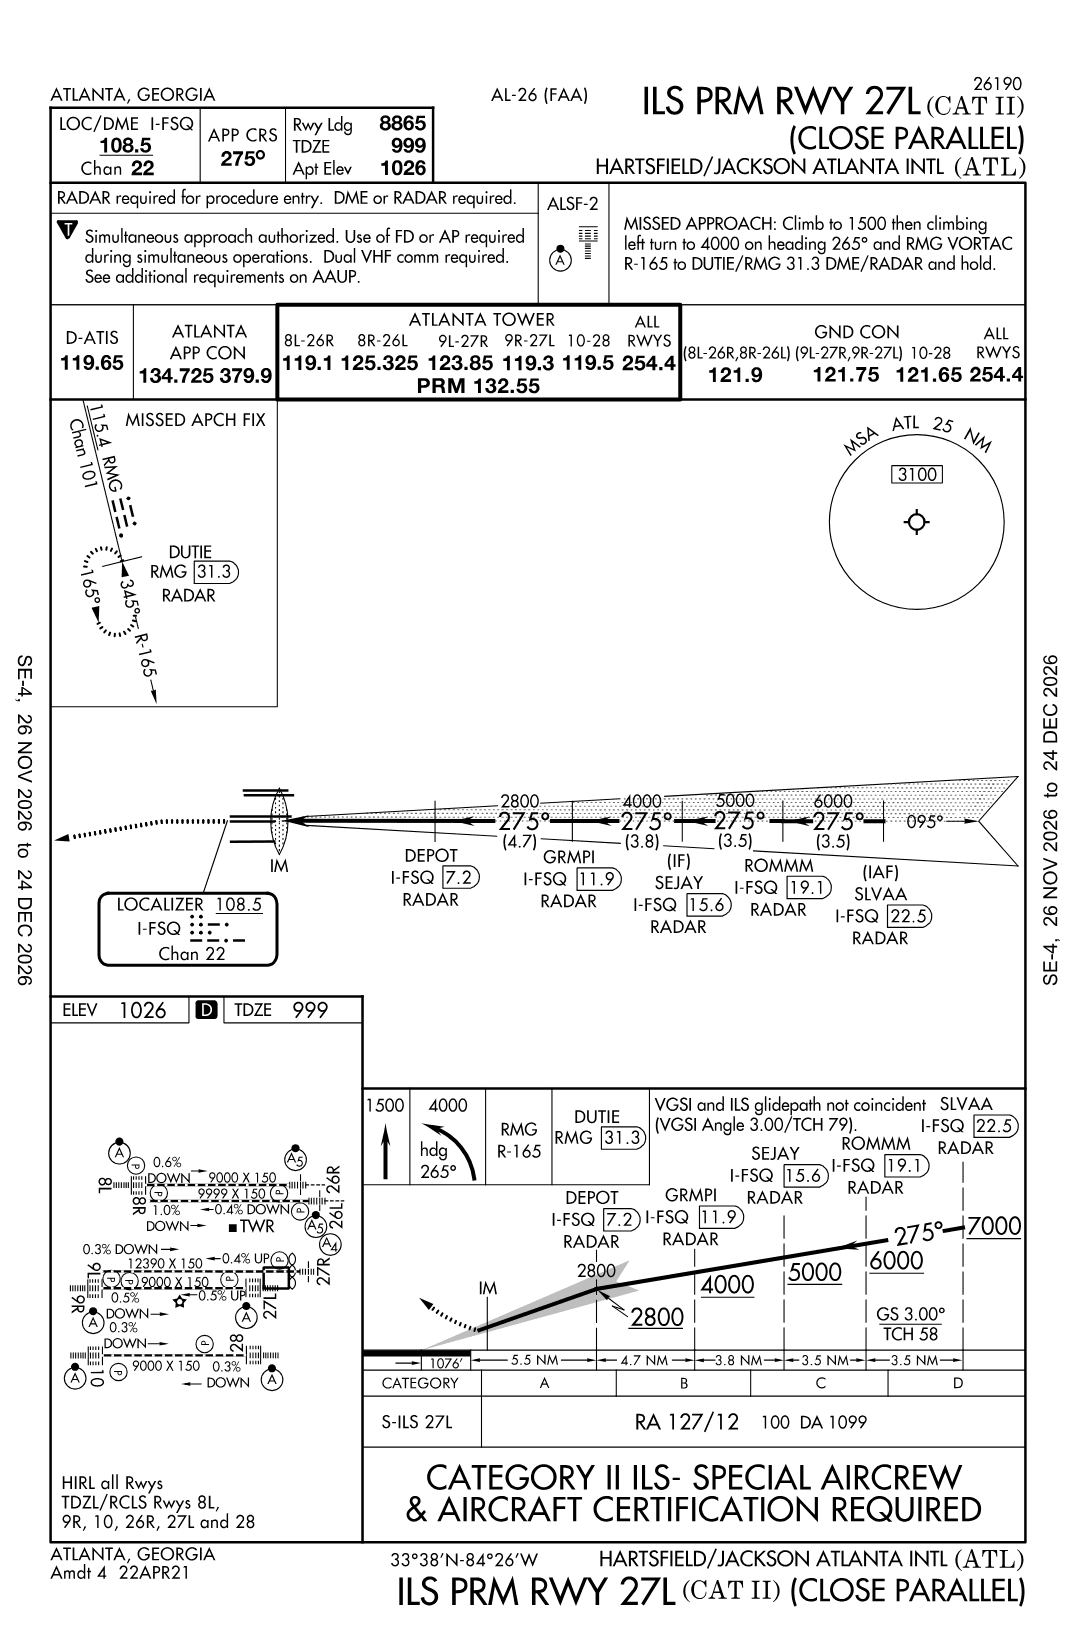 ATLANTA, GEORGIA
AL-26 (FAA)
26190
ILS PRM RWY 27L (CAT II)
(CLOSE PARALLEL)
HARTSFIELD/JACKSON ATLANTA INTL (ATL)
LOC/DME I-FSQ
108.5
Chan 22
APP CRS
275°
Rwy Ldg 8865
TDZE 999
Apt Elev 1026
RADAR required for procedure entry. DME or RADAR required.
T
Simultaneous approach authorized. Use of FD or AP required
during simultaneous operations. Dual VHF comm required.
See additional requirements on AAUP.
ALSF-2
A
MISSED APPROACH: Climb to 1500 then climbing
left turn to 4000 on heading 265° and RMG VORTAC
R-165 to DUTIE/RMG 31.3 DME/RADAR and hold.
D-ATIS
119.65
ATLANTA
APP CON
134.725 379.9
ATLANTA TOWER
8L-26R 8R-26L 9L-27R 9R-27L 10-28 ALL RWYS
119.1 125.325 123.85 119.3 119.5 254.4
PRM 132.55
GND CON
(8L-26R,8R-26L) (9L-27R,9R-27L) 10-28 ALL RWYS
121.9 121.75 121.65 254.4
MISSED APCH FIX
115.4 RMG
Chan 101
DUTIE
RMG 31.3
RADAR
165°
345°
R-165
MSA ATL 25 NM
3100
SE-4, 26 NOV 2026 to 24 DEC 2026
SE-4, 26 NOV 2026 to 24 DEC 2026
2800 4000 5000 6000
275° 275° 275° 275° 095°
(4.7) (3.8) (3.5) (3.5)
IM
DEPOT
I-FSQ 7.2
RADAR
GRMPI
I-FSQ 11.9
RADAR
(IF)
SEJAY
I-FSQ 15.6
RADAR
ROMMM
I-FSQ 19.1
RADAR
(IAF)
SLVAA
I-FSQ 22.5
RADAR
LOCALIZER 108.5
I-FSQ
Chan 22
ELEV 1026 D TDZE 999
A
P
0.6%
DOWN
9000 X 150
A5
26R
8L
8R
P
9999 X 150
P
1.0%
DOWN
0.4% DOWN
P
A5
26L
TWR
A4
0.3% DOWN
12390 X 150
0.4% UP
P
27R
9L
P
P
9000 X 150
P
0.5%
DOWN
0.5% UP
27L
9R
A
0.3%
A
DOWN
P
28
9000 X 150
0.3%
DOWN
10
P
A
A
HIRL all Rwys
TDZL/RCLS Rwys 8L,
9R, 10, 26R, 27L and 28
1500
4000
hdg
265°
RMG
R-165
DUTIE
RMG 31.3
VGSI and ILS glidepath not coincident
(VGSI Angle 3.00/TCH 79).
SLVAA
I-FSQ 22.5
RADAR
ROMMM
I-FSQ 19.1
RADAR
SEJAY
I-FSQ 15.6
RADAR
GRMPI
I-FSQ 11.9
RADAR
DEPOT
I-FSQ 7.2
RADAR
IM
2800
2800
4000
5000
6000
275°
7000
GS 3.00°
TCH 58
1076' 5.5 NM 4.7 NM 3.8 NM 3.5 NM 3.5 NM
CATEGORY A B C D
S-ILS 27L RA 127/12 100 DA 1099
CATEGORY II ILS- SPECIAL AIRCREW
& AIRCRAFT CERTIFICATION REQUIRED
ATLANTA, GEORGIA
Amdt 4 22APR21
33°38'N-84°26'W
HARTSFIELD/JACKSON ATLANTA INTL (ATL)
ILS PRM RWY 27L (CAT II) (CLOSE PARALLEL)